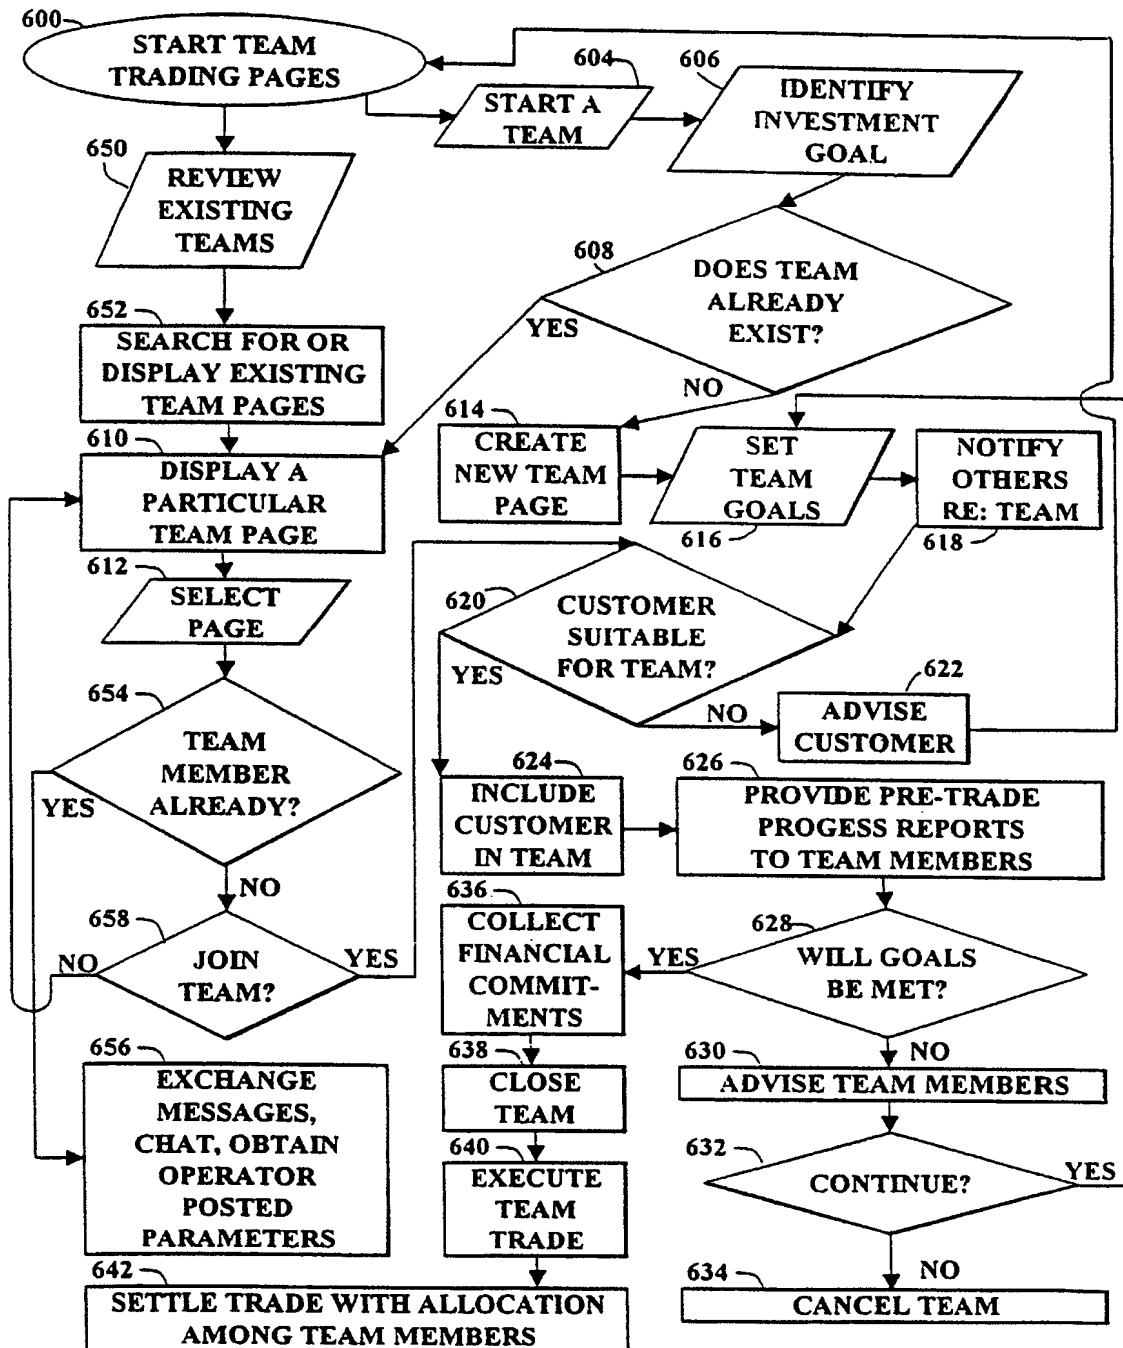 600
START TEAM
TRADING PAGES
604
START A
TEAM
606
IDENTIFY
INVESTMENT
GOAL
650
REVIEW
EXISTING
TEAMS
608
DOES TEAM
ALREADY
EXIST?
YES
NO
652
SEARCH FOR OR
DISPLAY EXISTING
TEAM PAGES
610
DISPLAY A
PARTICULAR
TEAM PAGE
614
CREATE
NEW TEAM
PAGE
SET
TEAM
GOALS
616
NOTIFY
OTHERS
RE: TEAM
618
612
SELECT
PAGE
620
CUSTOMER
SUITABLE
FOR TEAM?
YES
NO
622
ADVISE
CUSTOMER
654
TEAM
MEMBER
ALREADY?
YES
NO
624
INCLUDE
CUSTOMER
IN TEAM
626
PROVIDE PRE-TRADE
PROGESS REPORTS
TO TEAM MEMBERS
658
JOIN
TEAM?
NO
YES
636
COLLECT
FINANCIAL
COMMIT-
MENTS
628
WILL GOALS
BE MET?
YES
NO
656
EXCHANGE
MESSAGES,
CHAT, OBTAIN
OPERATOR
POSTED
PARAMETERS
638
CLOSE
TEAM
630
ADVISE TEAM MEMBERS
640
EXECUTE
TEAM
TRADE
632
CONTINUE?
YES
NO
642
SETTLE TRADE WITH ALLOCATION
AMONG TEAM MEMBERS
634
CANCEL TEAM